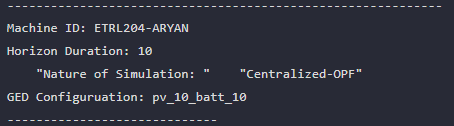 ------------------------------------------------------------
Machine ID: ETRL204-ARYAN
Horizon Duration: 10
    "Nature of Simulation: "    "Centralized-OPF"
GED Configuruation: pv_10_batt_10
-----------------------------